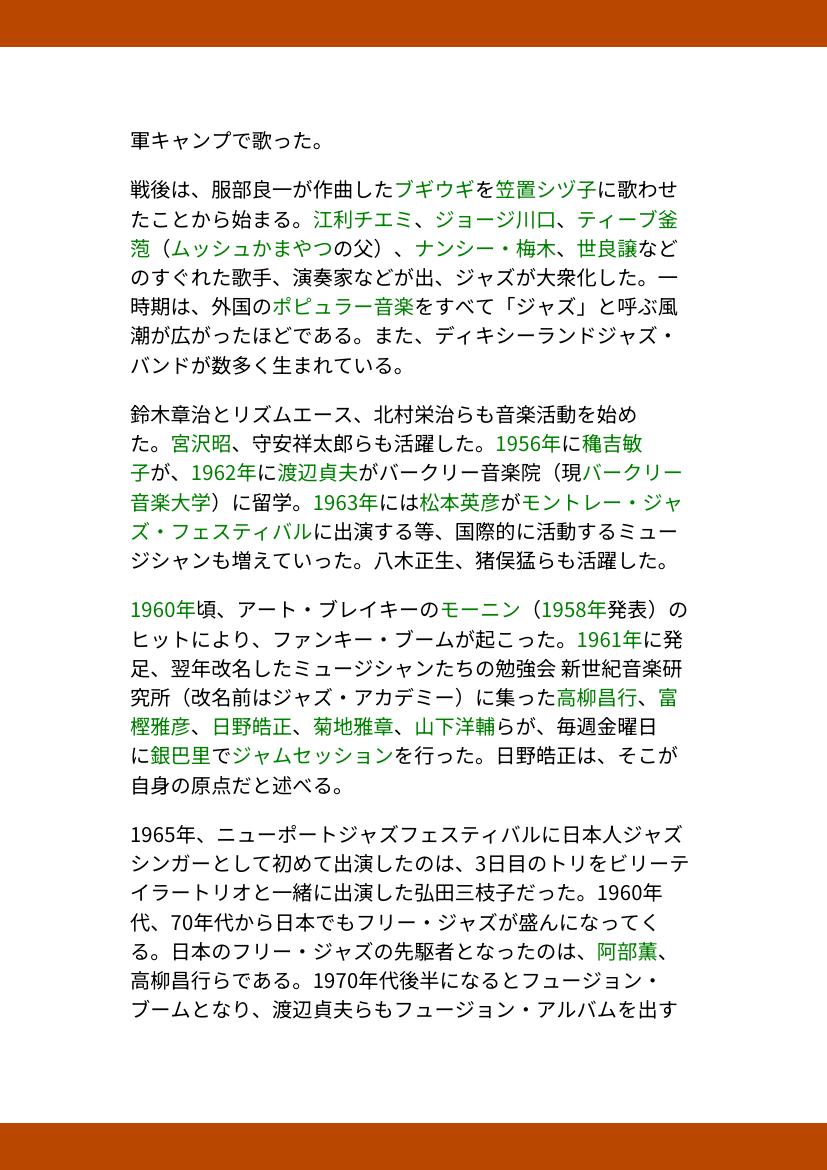 軍キャンプで歌った。
戦後は、服部良一が作曲したブギウギを笠置シヅ子に歌わせ
たことから始まる。江利チエミ、ジョージ川口、ティーブ釜
萢（ムッシュかまやつの父）、ナンシー・梅木、世良譲など
のすぐれた歌手、演奏家などが出、ジャズが大衆化した。一
時期は、外国のポピュラー音楽をすべて「ジャズ」と呼ぶ風
潮が広がったほどである。また、ディキシーランドジャズ・
バンドが数多く生まれている。
鈴木章治とリズムエース、北村栄治らも音楽活動を始め
た。宮沢昭、守安祥太郎らも活躍した。1956年に穐吉敏
子が、1962年に渡辺貞夫がバークリー音楽院（現バークリー
音楽大学）に留学。1963年には松本英彦がモントレー・ジャ
ズ・フェスティバルに出演する等、国際的に活動するミュー
ジシャンも増えていった。八木正生、猪俣猛らも活躍した。
1960年頃、アート・ブレイキーのモーニン（1958年発表）の
ヒットにより、ファンキー・ブームが起こった。1961年に発
足、翌年改名したミュージシャンたちの勉強会 新世紀音楽研
究所（改名前はジャズ・アカデミー）に集った高柳昌行、富
樫雅彦、日野皓正、菊地雅章、山下洋輔らが、毎週金曜日
に銀巴里でジャムセッションを行った。日野皓正は、そこが
自身の原点だと述べる。
1965年、ニューポートジャズフェスティバルに日本人ジャズ
シンガーとして初めて出演したのは、3日目のトリをビリーテ
イラートリオと一緒に出演した弘田三枝子だった。1960年
代、70年代から日本でもフリー・ジャズが盛んになってく
る。日本のフリー・ジャズの先駆者となったのは、阿部薫、
高柳昌行らである。1970年代後半になるとフュージョン・
ブームとなり、渡辺貞夫らもフュージョン・アルバムを出す